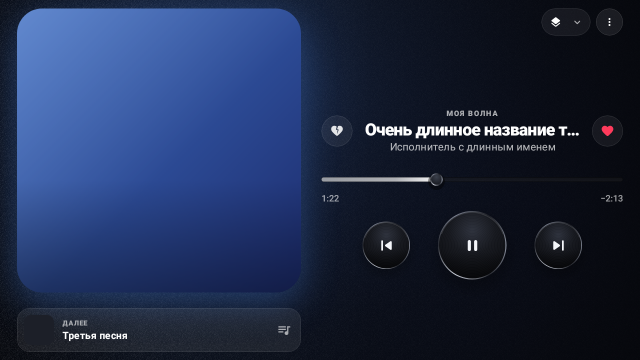 МОЯ ВОЛНА
Очень длинное название т...
Исполнитель с длинным именем
1:22
−2:13
ДАЛЕЕ
Третья песня